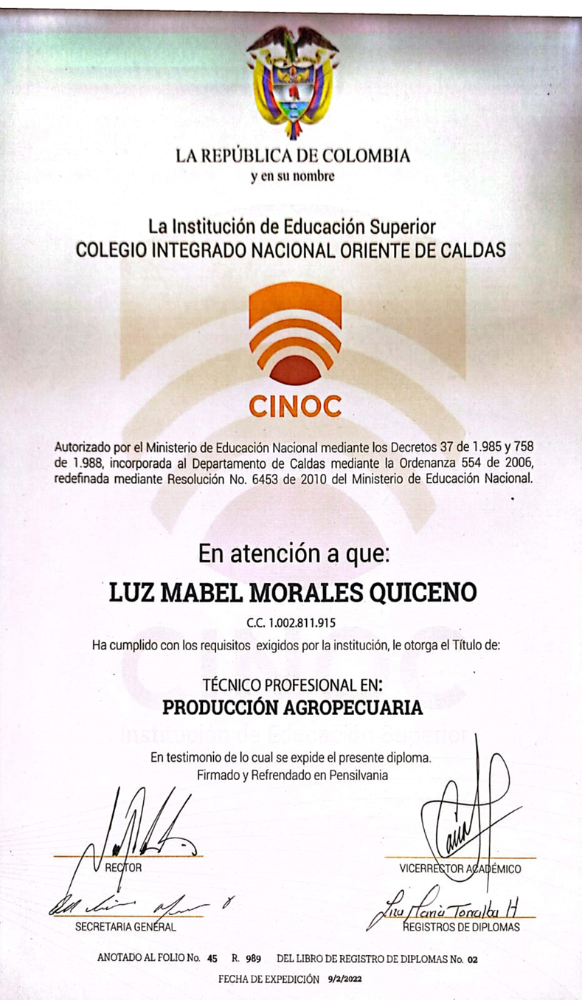 LA REPÚBLICA DE COLOMBIA
y en su nombre
La Institución de Educación Superior
COLEGIO INTEGRADO NACIONAL ORIENTE DE CALDAS
CINOC
Autorizado por el Ministerio de Educación Nacional mediante los Decretos 37 de 1.985 y 758
de 1.988, incorporada al Departamento de Caldas mediante la Ordenanza 554 de 2006,
redefinada mediante Resolución No. 6453 de 2010 del Ministerio de Educación Nacional.
En atención a que:
LUZ MABEL MORALES QUICENO
C.C. 1.002.811.915
Ha cumplido con los requisitos exigidos por la institución, le otorga el Título de:
CINOC
TÉCNICO PROFESIONAL EN:
PRODUCCIÓN AGROPECUARIA
Institución de Educación Superior
En testimonio de lo cual se expide el presente diploma.
Firmado y Refrendado en Pensilvania
RECTOR
VICERRECTOR ACADÉMICO
Luz Maria Torralba H
SECRETARIA GENERAL
REGISTROS DE DIPLOMAS
ANOTADO AL FOLIO No. 45 R. 989 DEL LIBRO DE REGISTRO DE DIPLOMAS No. 02
FECHA DE EXPEDICIÓN 9/2/2022